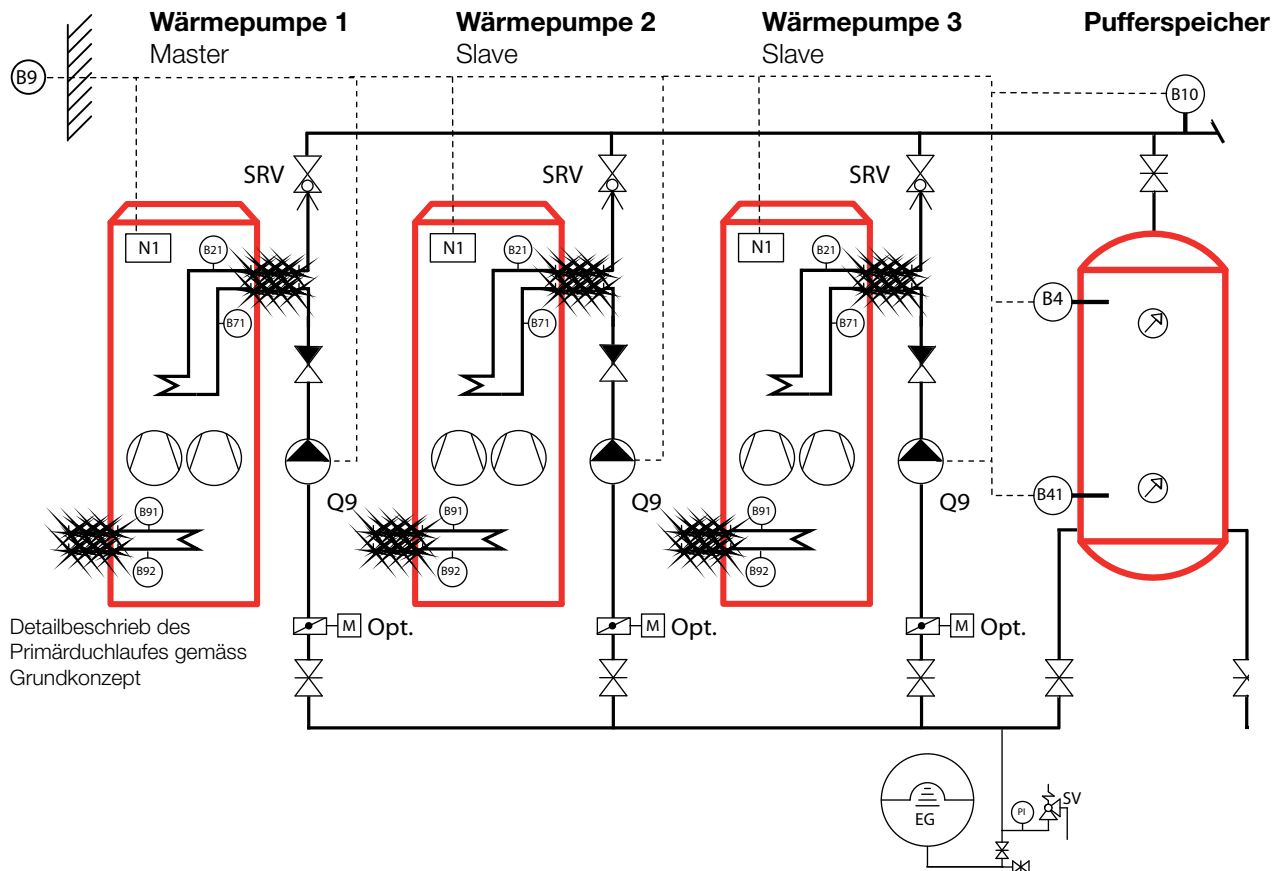 Wärmepumpe 1
Master
Wärmepumpe 2
Slave
Wärmepumpe 3
Slave
Pufferspeicher
B9
B10
SRV
SRV
SRV
N1
N1
N1
B21
B21
B21
B71
B71
B71
B4
B41
Q9
Q9
Q9
B91
B91
B91
B92
B92
B92
M
Opt.
M
Opt.
M
Opt.
Detailbeschrieb des
Primärduchlaufes gemäss
Grundkonzept
EG
PI
SV